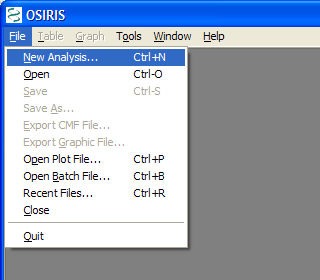 OSIRIS
File Table Graph Tools Window Help
New Analysis... Ctrl+N
Open Ctrl-O
Save Ctrl-S
Save As...
Export CMF File...
Export Graphic File...
Open Plot File... Ctrl+P
Open Batch File... Ctrl+B
Recent Files... Ctrl+R
Close
Quit